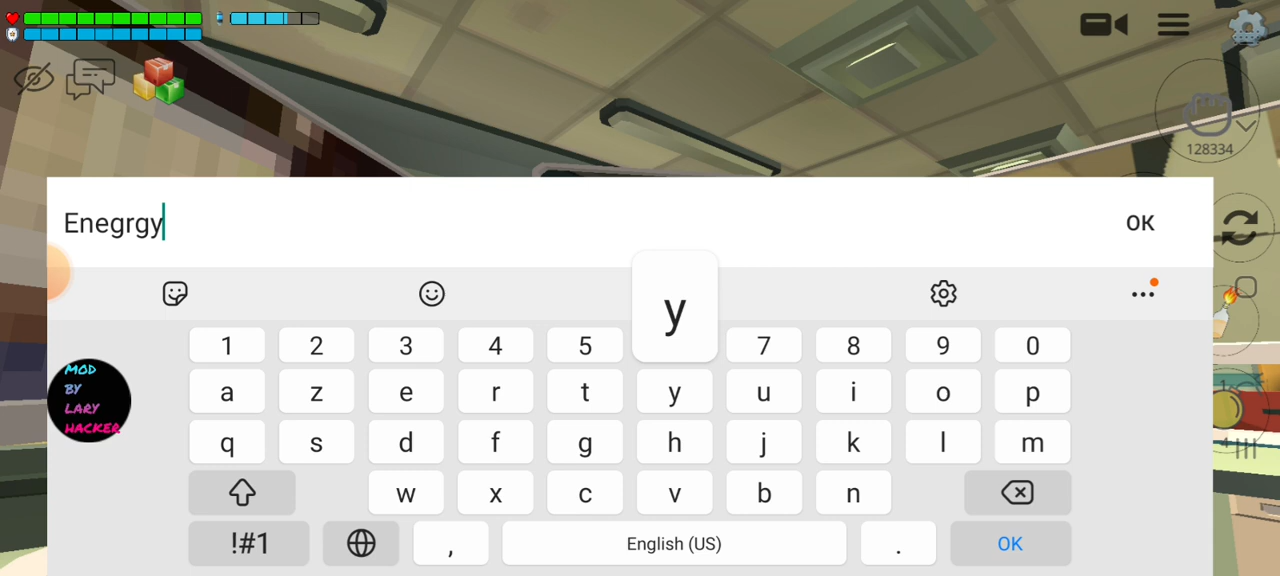 128334
Enegrgy
OK
y
1 2 3 4 5 7 8 9 0
MOD
BY
LARY
HACKER
a z e r t y u i o p
q s d f g h j k l m
w x c v b n
!#1 , English (US) . OK